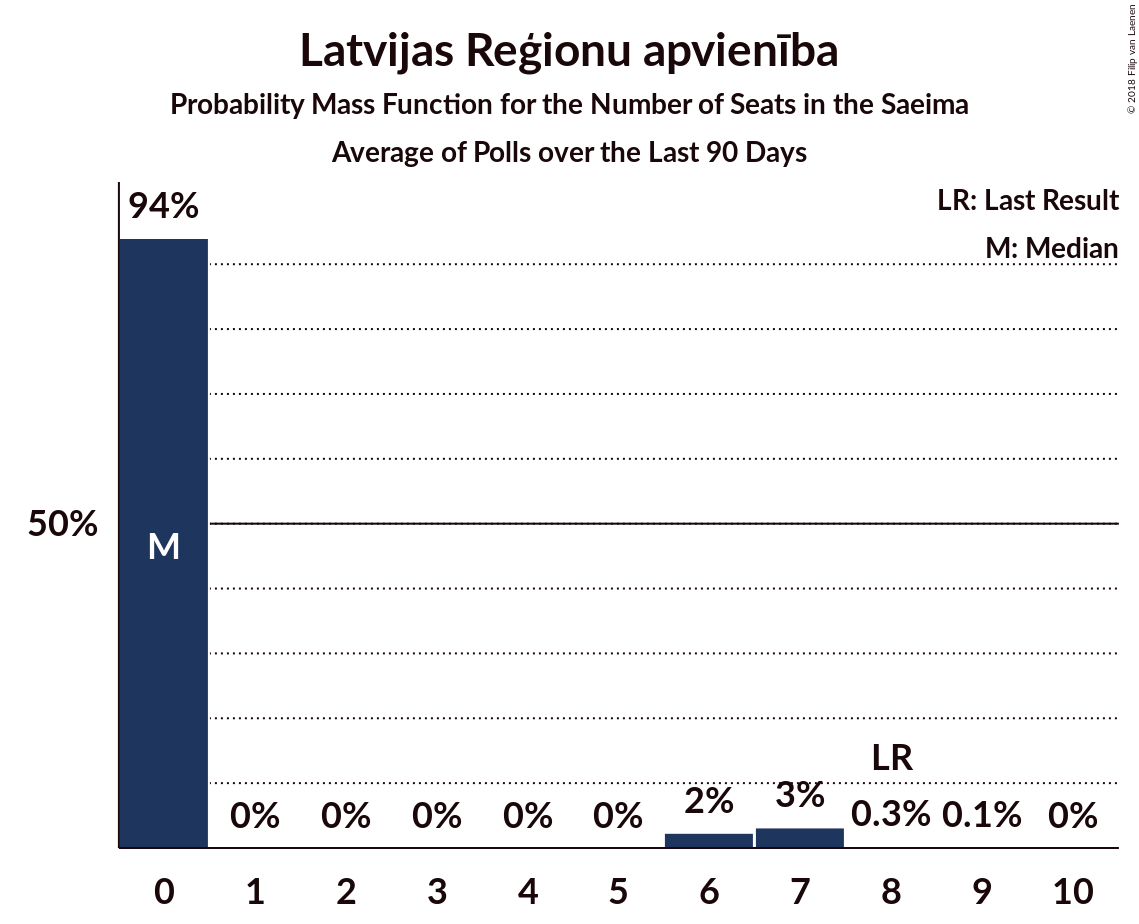 Latvijas Reģionu apvienība
Probability Mass Function for the Number of Seats in the Saeima
Average of Polls over the Last 90 Days
© 2018 Filip van Laenen
LR: Last Result
M: Median
94%
50%
M
LR
0% 0% 0% 0% 0% 2% 3% 0.3% 0.1% 0%
0 1 2 3 4 5 6 7 8 9 10